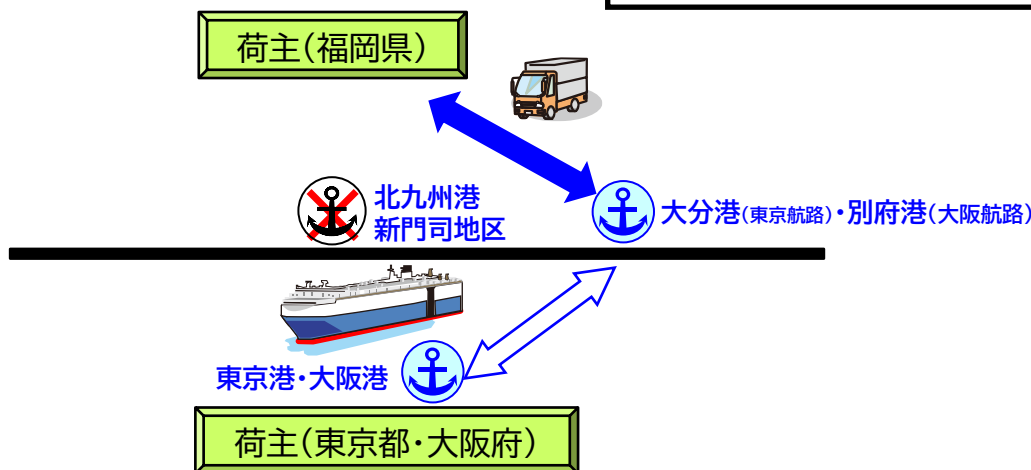 荷主(福岡県)
北九州港
新門司地区
大分港(東京航路)・別府港(大阪航路)
東京港・大阪港
荷主(東京都・大阪府)